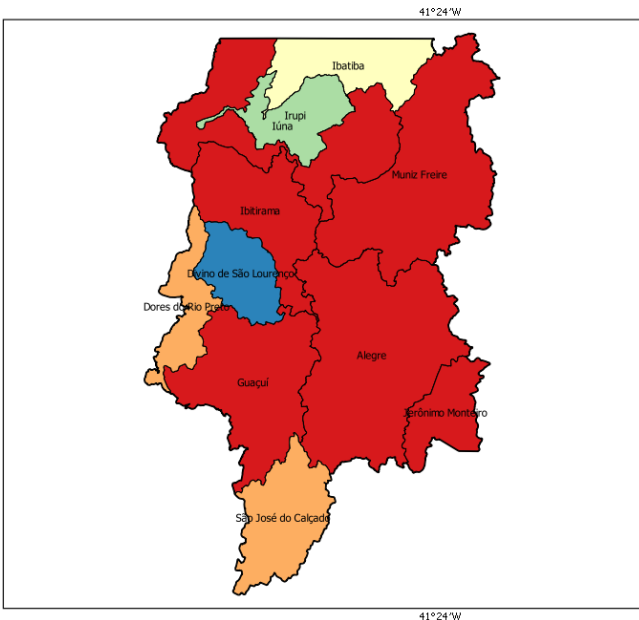 41°24′W
Ibatiba
Irupi
Iúna
Muniz Freire
Ibitirama
Divino de São Lourenço
Dores do Rio Preto
Alegre
Guaçuí
Jerônimo Monteiro
São José do Calçado
41°24′W